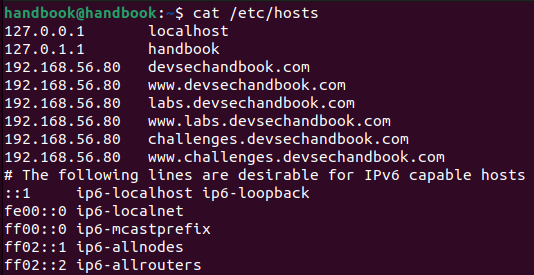 handbook@handbook:~$ cat /etc/hosts
127.0.0.1 localhost
127.0.1.1 handbook
192.168.56.80 devsechandbook.com
192.168.56.80 www.devsechandbook.com
192.168.56.80 labs.devsechandbook.com
192.168.56.80 www.labs.devsechandbook.com
192.168.56.80 challenges.devsechandbook.com
192.168.56.80 www.challenges.devsechandbook.com
# The following lines are desirable for IPv6 capable hosts
::1 ip6-localhost ip6-loopback
fe00::0 ip6-localnet
ff00::0 ip6-mcastprefix
ff02::1 ip6-allnodes
ff02::2 ip6-allrouters